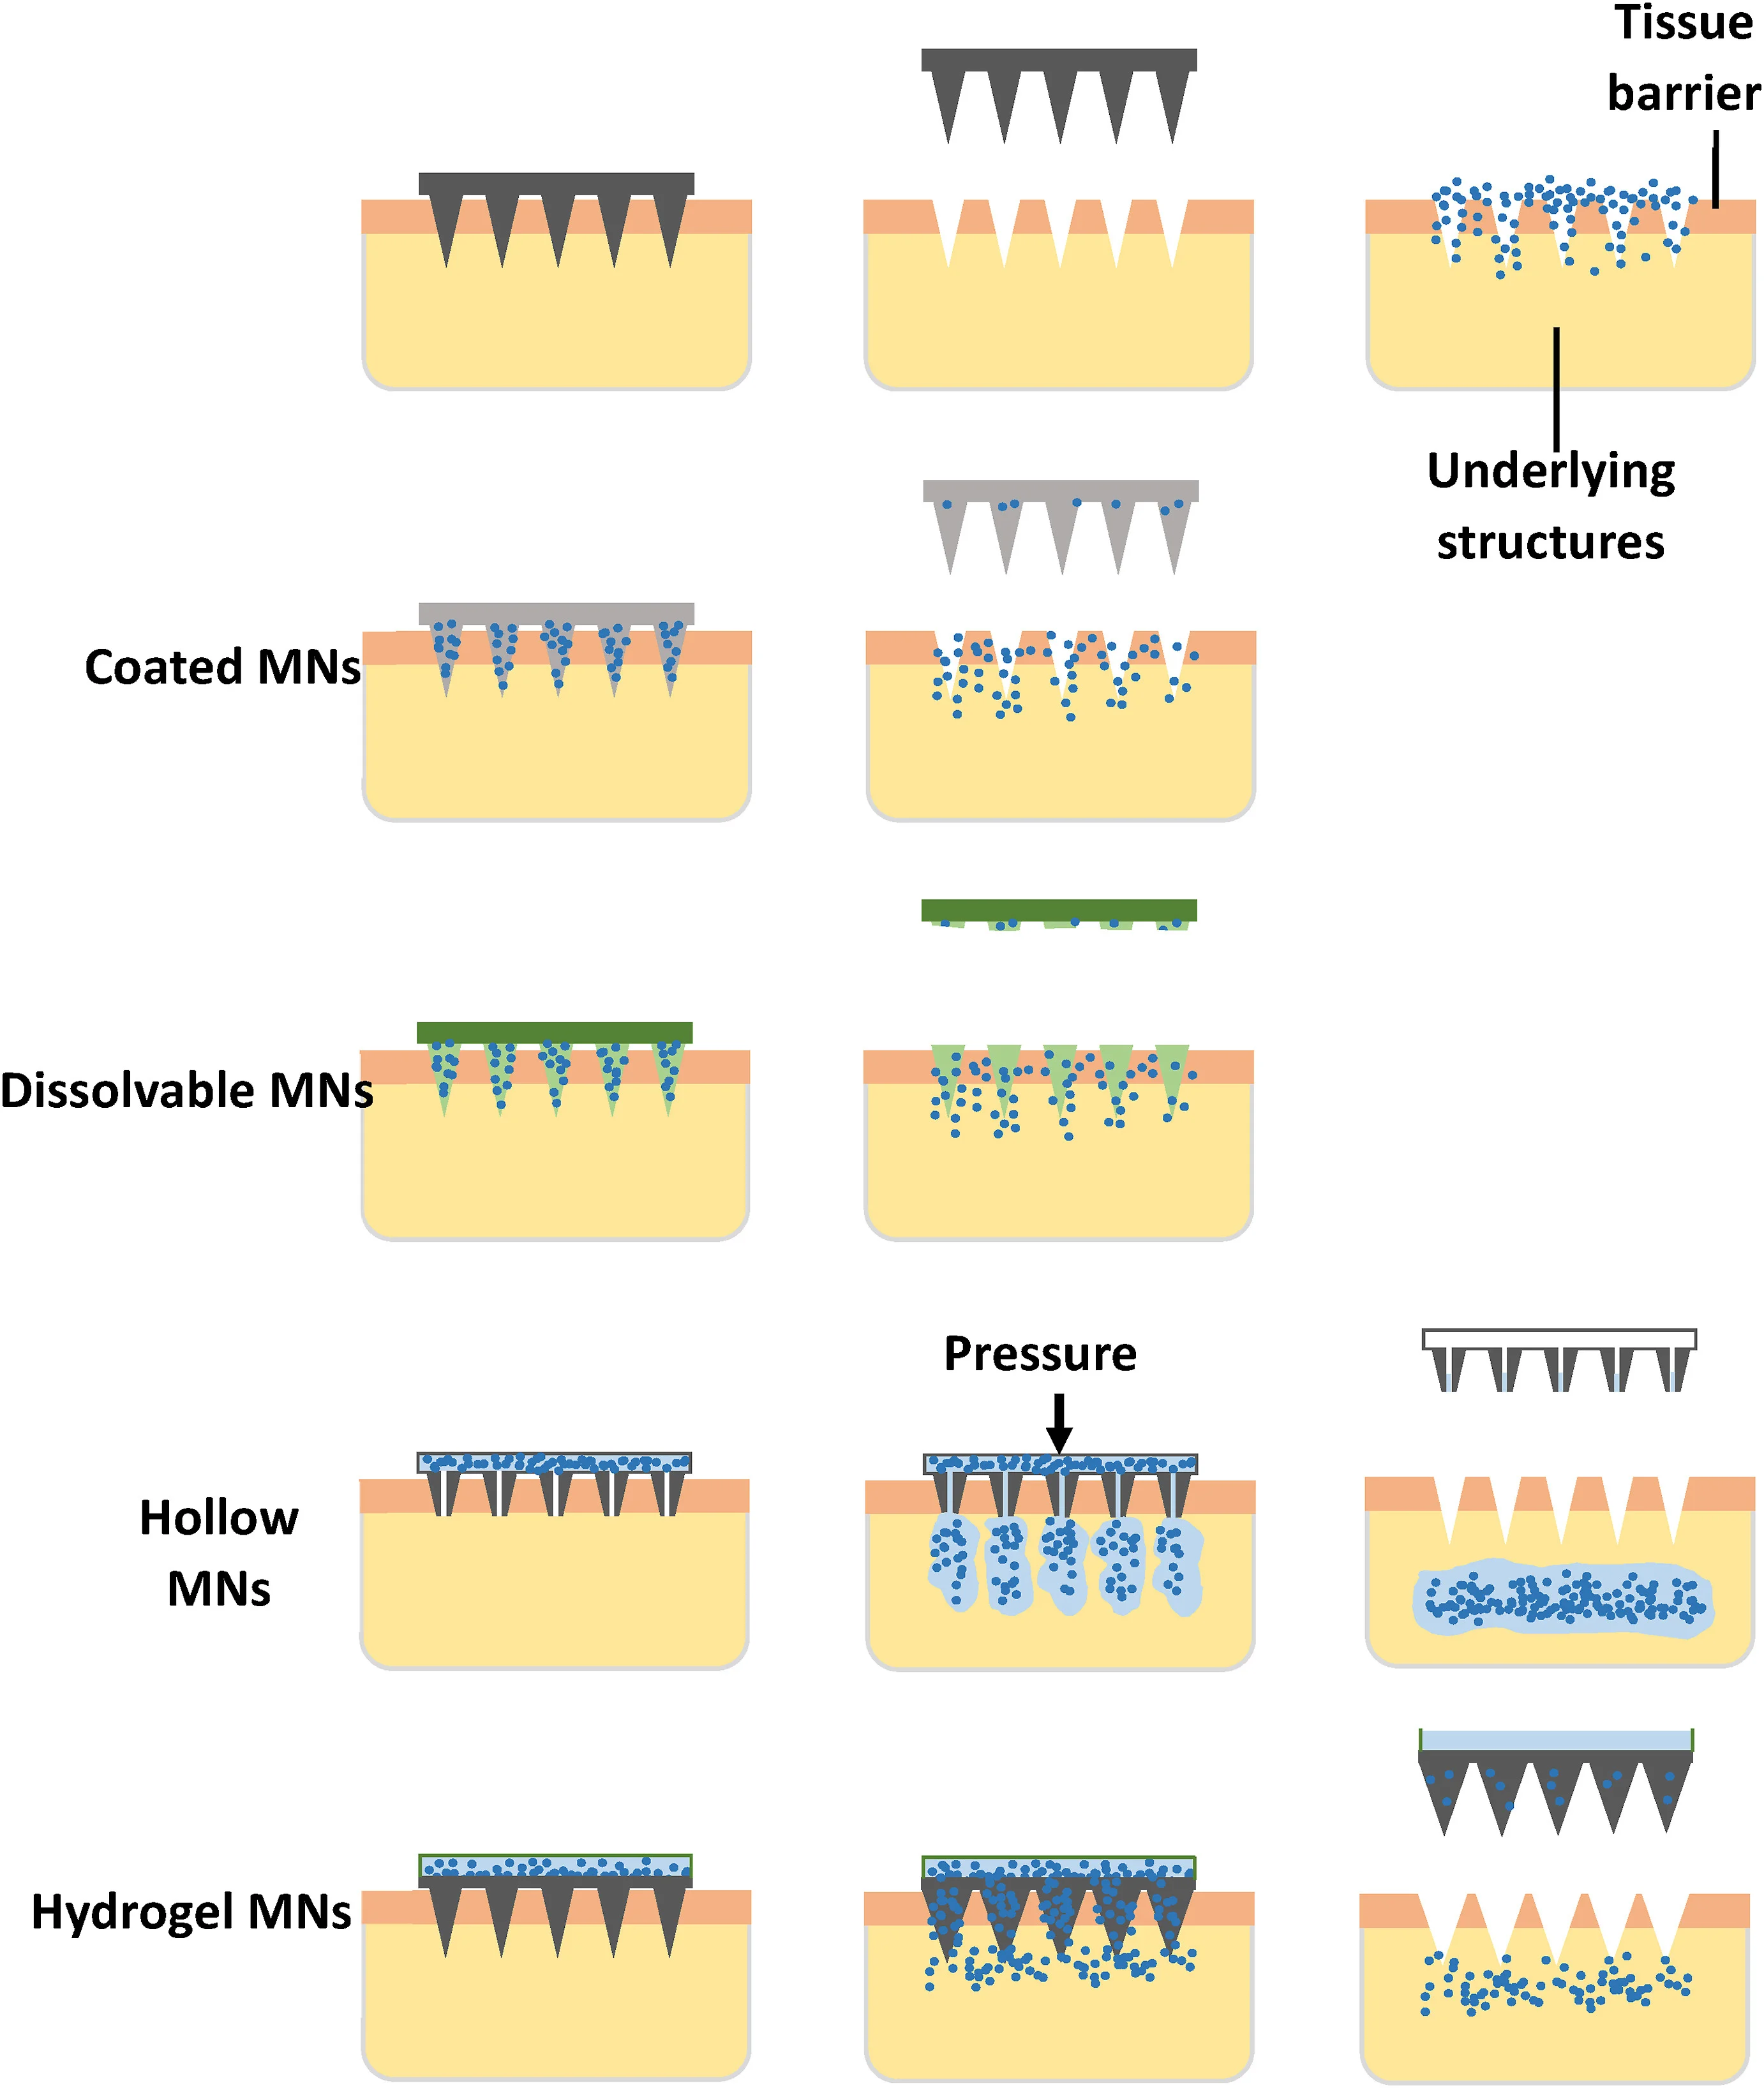 Tissue
barrier
Underlying
structures
Coated MNs
Dissolvable MNs
Pressure
Hollow
MNs
Hydrogel MNs